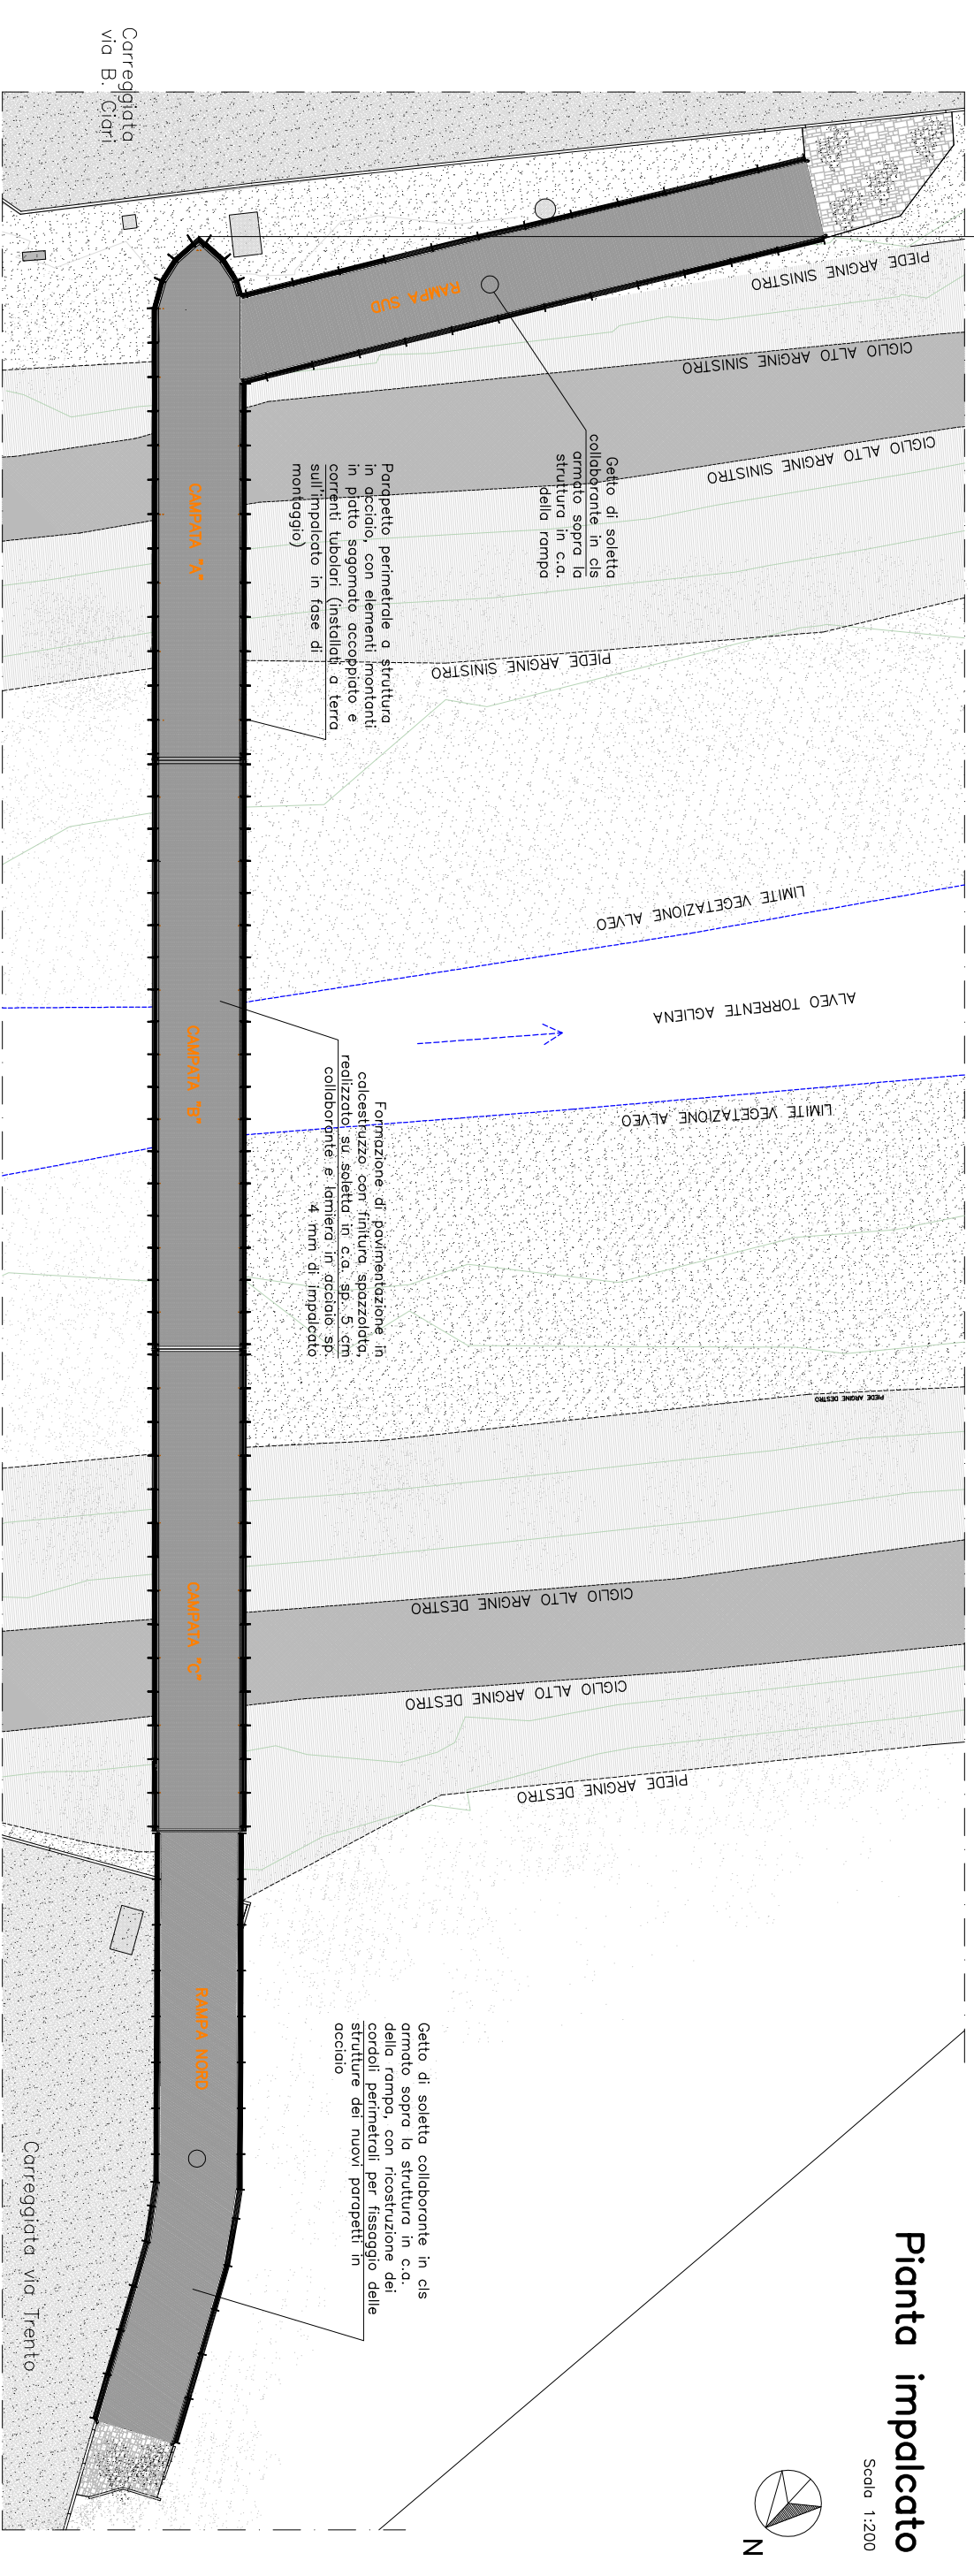 Pianta impalcato
Scala 1:200
N
Carreggiata
via B. Ciari
RAMPA SUD
PIEDE ARGINE SINISTRO
CIGLIO ALTO ARGINE SINISTRO
CIGLIO ALTO ARGINE SINISTRO
PIEDE ARGINE SINISTRO
Getto di soletta
collaborante in cls
armato sopra la
struttura in c.a.
della rampa
Parapetto perimetrale a struttura
in acciaio, con elementi montanti
in piatto sagomato accoppiato e
correnti tubolari (installati a terra
sull'impalcato in fase di
montaggio)
CAMPATA "A"
LIMITE VEGETAZIONE ALVEO
ALVEO TORRENTE AGLIENA
LIMITE VEGETAZIONE ALVEO
CAMPATA "B"
Formazione di pavimentazione in
calcestruzzo con finitura spazzolata,
realizzato su soletta in c.a. sp. 5 cm
collaborante e lamiera in acciaio sp.
4 mm di impalcato
PIEDE ARGINE DESTRO
CIGLIO ALTO ARGINE DESTRO
CAMPATA "C"
CIGLIO ALTO ARGINE DESTRO
PIEDE ARGINE DESTRO
RAMPA NORD
Getto di soletta collaborante in cls
armato sopra la struttura in c.a.
della rampa, con ricostruzione dei
cordoli perimetrali per fissaggio delle
strutture dei nuovi parapetti in
acciaio
Carreggiata via Trento